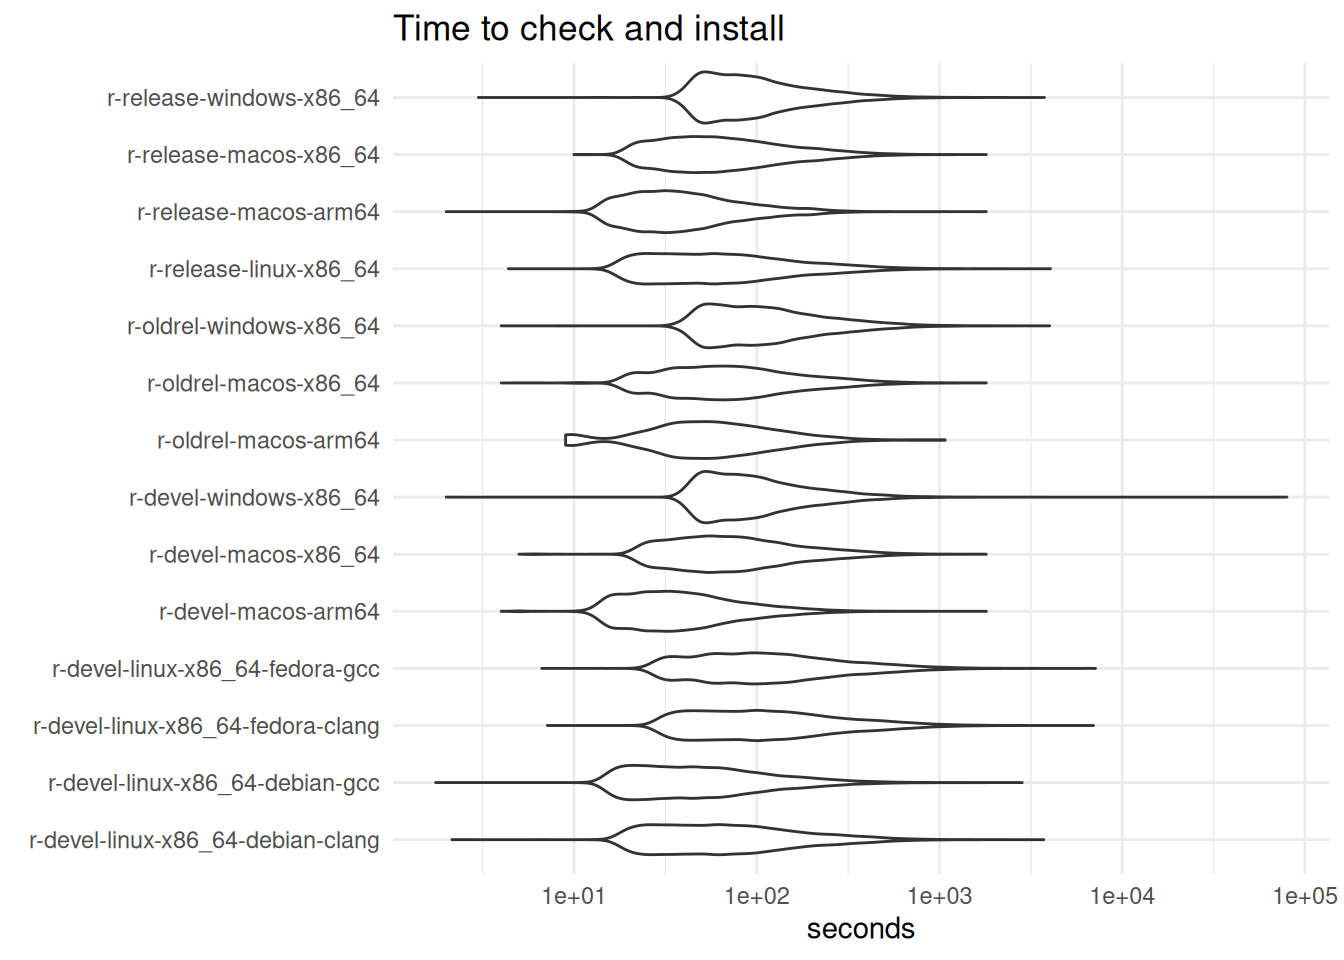 Time to check and install
r-release-windows-x86_64
r-release-macos-x86_64
r-release-macos-arm64
r-release-linux-x86_64
r-oldrel-windows-x86_64
r-oldrel-macos-x86_64
r-oldrel-macos-arm64
r-devel-windows-x86_64
r-devel-macos-x86_64
r-devel-macos-arm64
r-devel-linux-x86_64-fedora-gcc
r-devel-linux-x86_64-fedora-clang
r-devel-linux-x86_64-debian-gcc
r-devel-linux-x86_64-debian-clang
1e+01 1e+02 1e+03 1e+04 1e+05
seconds